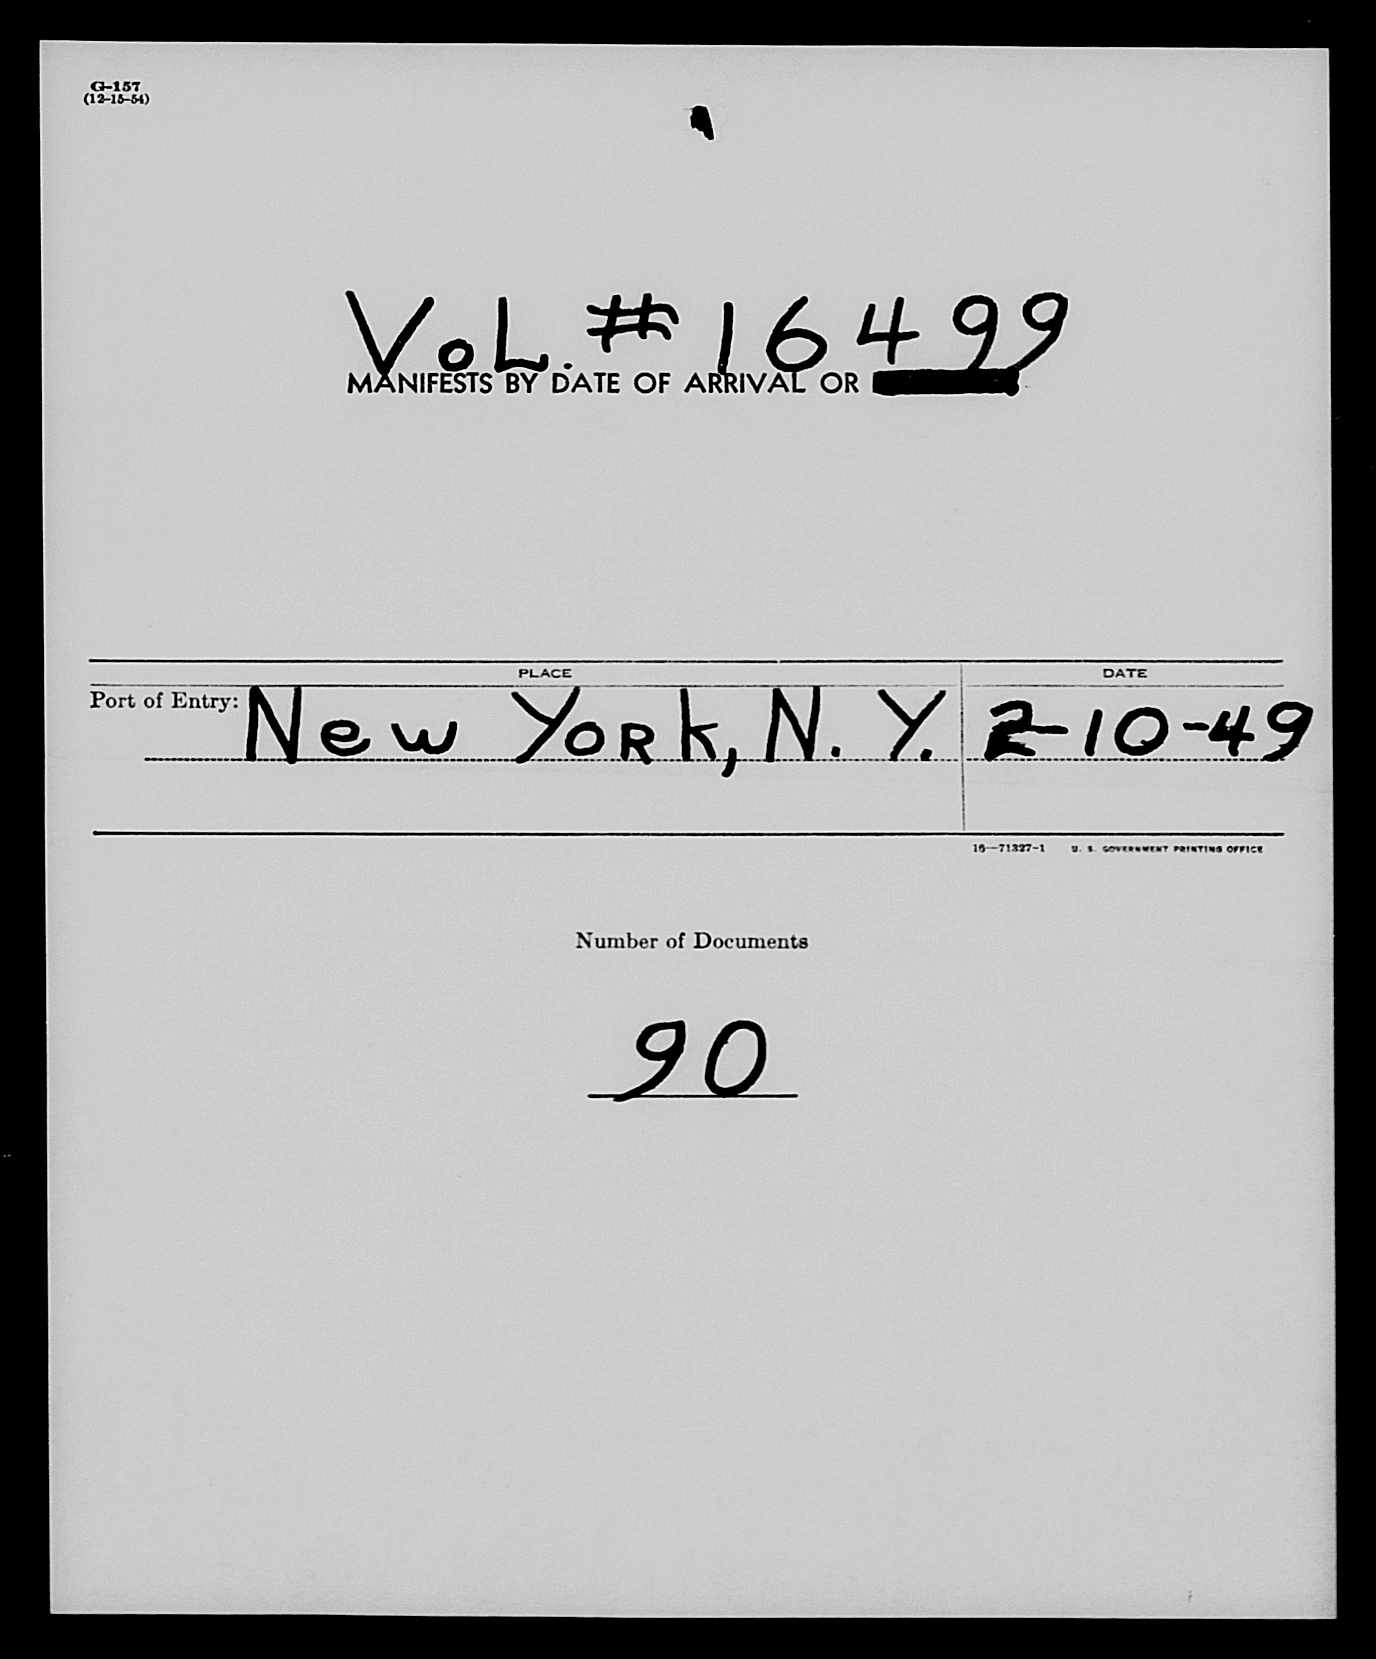 G-157
(12-15-54)
VoL. # 16499
MANIFESTS BY DATE OF ARRIVAL OR
PLACE DATE
Port of Entry: New YORK, N. Y. 2-10-49
16—71327-1 U. S. GOVERNMENT PRINTING OFFICE
Number of Documents
90